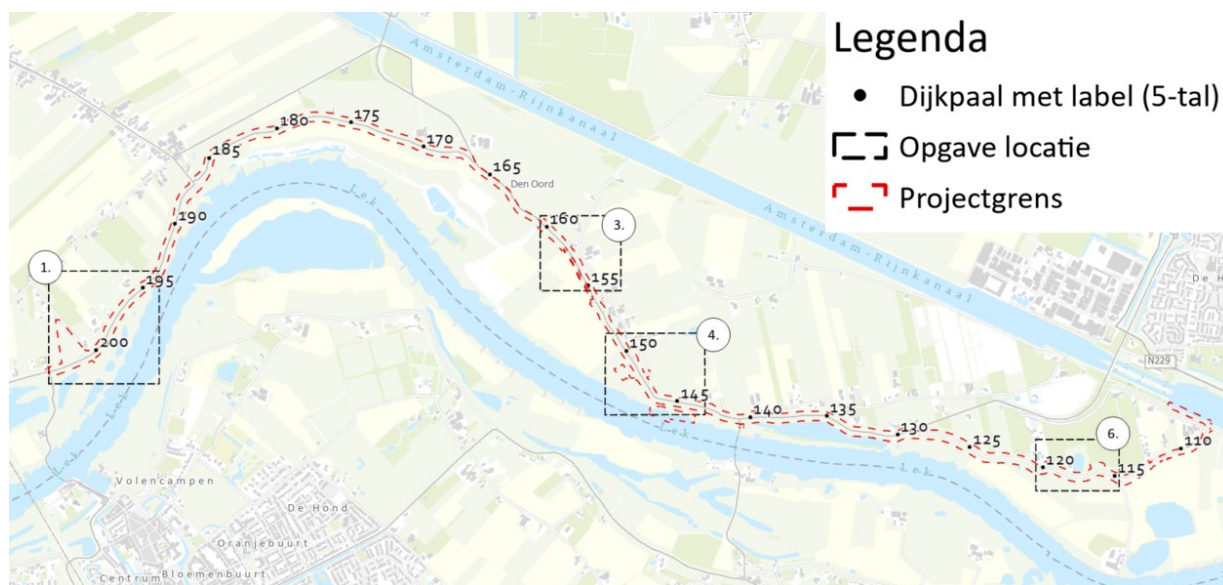 Legenda
Dijkpaal met label (5-tal)
Opgave locatie
Projectgrens
Amsterdam-Rijnkanaal
Amsterdam-Rijnkanaal
180
175
170
185
165
Den Oord
Lek
190
160
3.
1.
195
155
De H
200
150
4.
N229
145
140
135
130
Lek
125
6.
110
120
115
Lek
Lek
Lek
Volencampen
De Hond
Oranjebuurt
Centrum
Bloemenbuurt